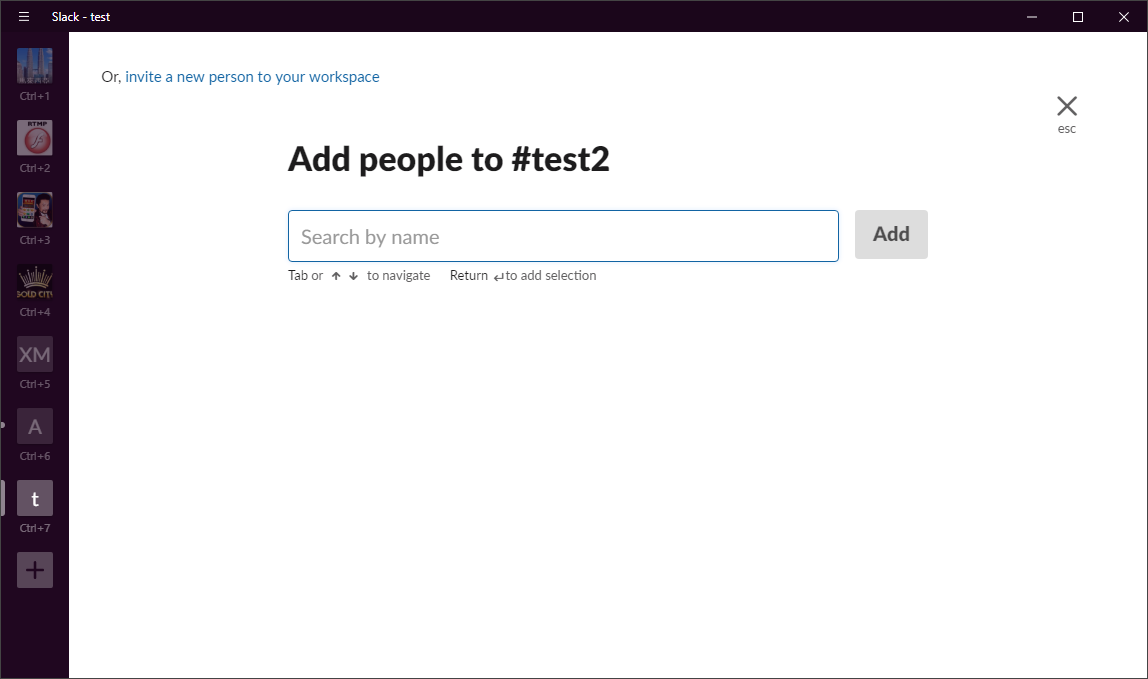 Slack - test
Or, invite a new person to your workspace
esc
Add people to #test2
Search by name
Add
Tab or ↑ ↓ to navigate Return ↵to add selection
Ctrl+1
RTMP
Ctrl+2
Ctrl+3
GOLD CITY
Ctrl+4
XM
Ctrl+5
A
Ctrl+6
t
Ctrl+7